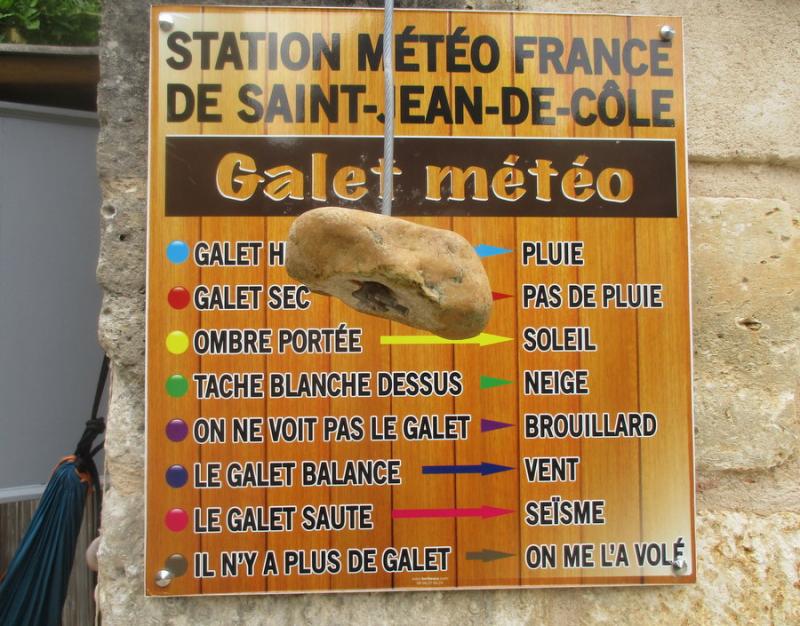 STATION MÉTÉO FRANCE
DE SAINT-JEAN-DE-CÔLE
Galet météo
GALET H PLUIE
GALET SEC PAS DE PLUIE
OMBRE PORTÉE SOLEIL
TACHE BLANCHE DESSUS NEIGE
ON NE VOIT PAS LE GALET BROUILLARD
LE GALET BALANCE VENT
LE GALET SAUTE SEÏSME
IL N'Y A PLUS DE GALET ON ME L'A VOLÉ